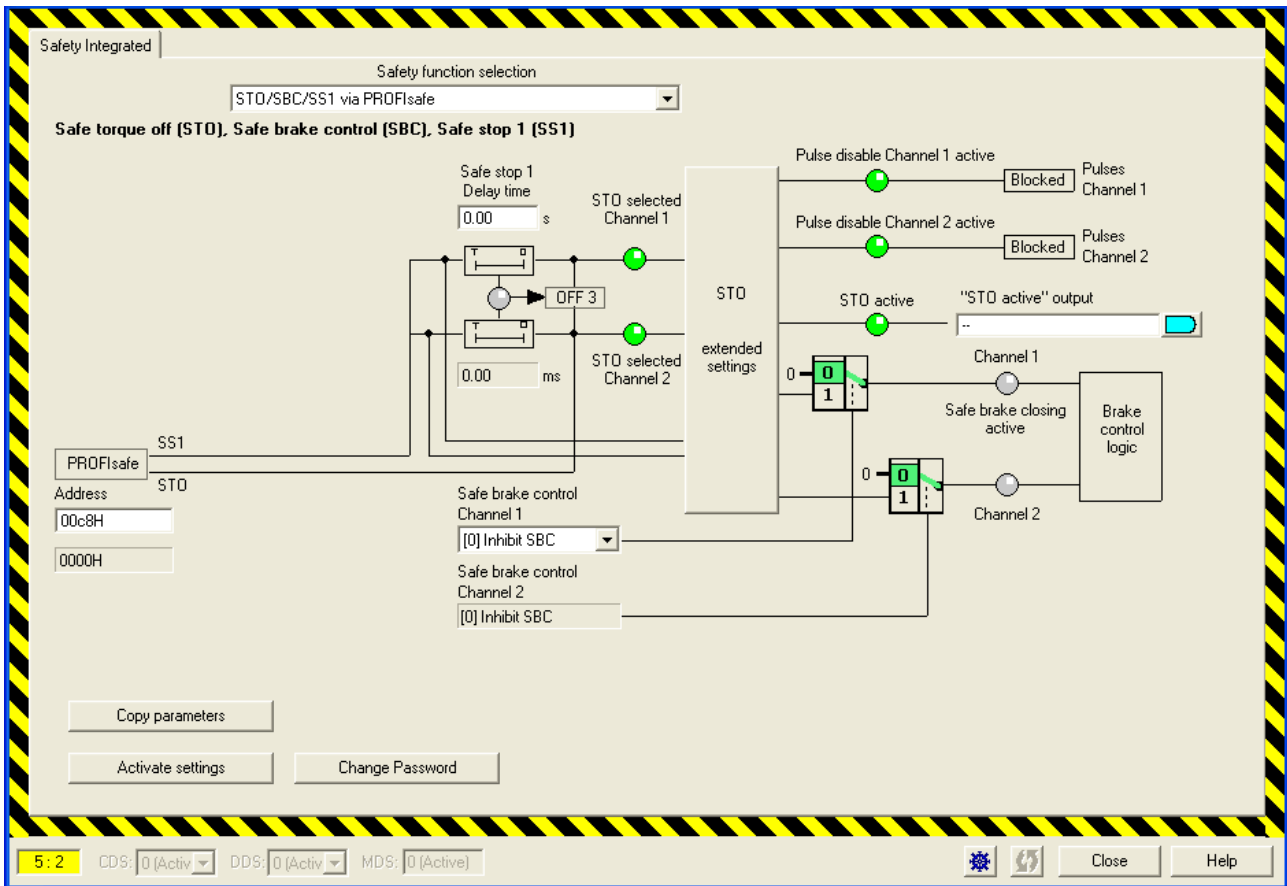 Safety Integrated
Safety function selection
STO/SBC/SS1 via PROFIsafe
Safe torque off (STO), Safe brake control (SBC), Safe stop 1 (SS1)
Safe stop 1
Delay time
0.00 s
STO selected
Channel 1
T 0
OFF 3
T 0
0.00 ms
STO selected
Channel 2
STO
extended
settings
Pulse disable Channel 1 active
Blocked
Pulses
Channel 1
Pulse disable Channel 2 active
Blocked
Pulses
Channel 2
STO active
"STO active" output
--
0
0
1
Channel 1
Safe brake closing
active
0
0
1
Channel 2
Brake
control
logic
PROFIsafe
SS1
STO
Address
00c8H
0000H
Safe brake control
Channel 1
[0] Inhibit SBC
Safe brake control
Channel 2
[0] Inhibit SBC
Copy parameters
Activate settings
Change Password
5 : 2
CDS: 0 (Activ
DDS: 0 (Activ
MDS: 0 (Active)
Close
Help